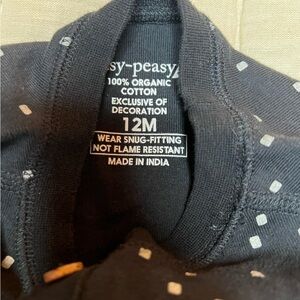 sy-peasy
100% ORGANIC
COTTON
EXCLUSIVE OF
DECORATION
12M
WEAR SNUG-FITTING
NOT FLAME RESISTANT
MADE IN INDIA